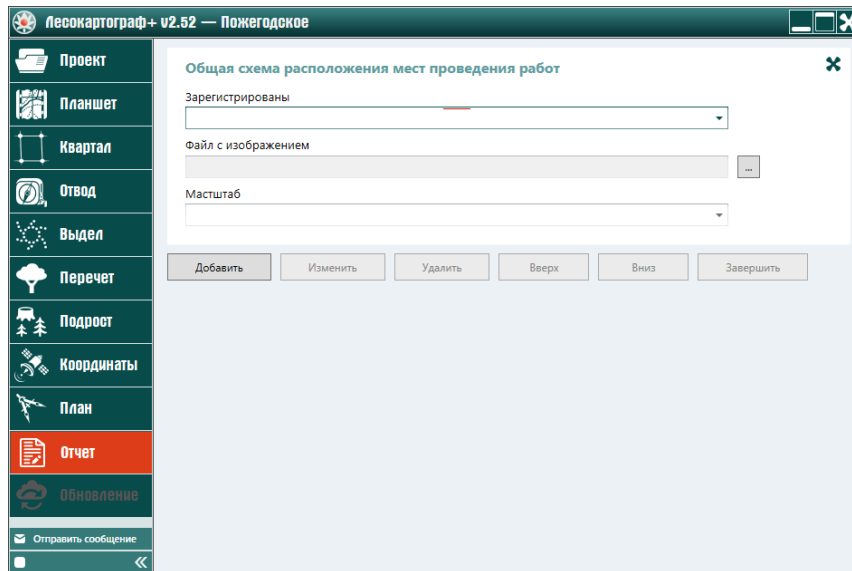 Лесокартограф+ v2.52 — Пожегодское
Проект
Планшет
Квартал
Отвод
Выдел
Перечет
Подрост
Координаты
План
Отчет
Обновление
Отправить сообщение
Общая схема расположения мест проведения работ
Зарегистрированы
Файл с изображением
...
Мастштаб
Добавить Изменить Удалить Вверх Вниз Завершить